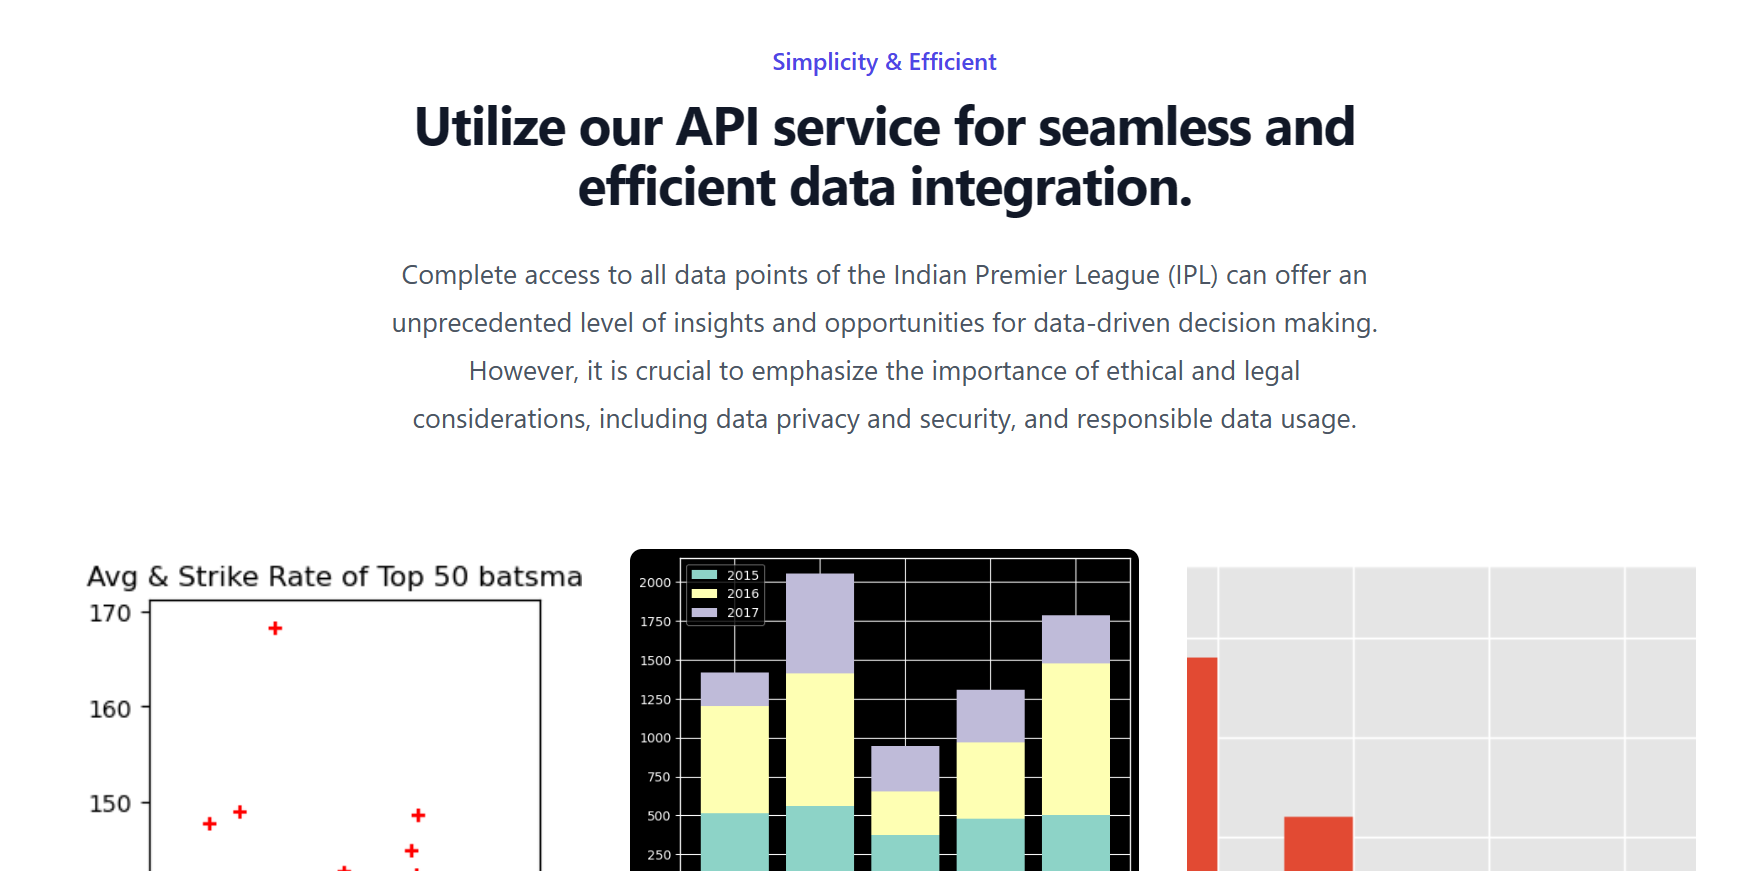 Simplicity & Efficient
Utilize our API service for seamless and
efficient data integration.
Complete access to all data points of the Indian Premier League (IPL) can offer an
unprecedented level of insights and opportunities for data-driven decision making.
However, it is crucial to emphasize the importance of ethical and legal
considerations, including data privacy and security, and responsible data usage.
Avg & Strike Rate of Top 50 batsma
170
160
150
2015
2016
2017
2000
1750
1500
1250
1000
750
500
250